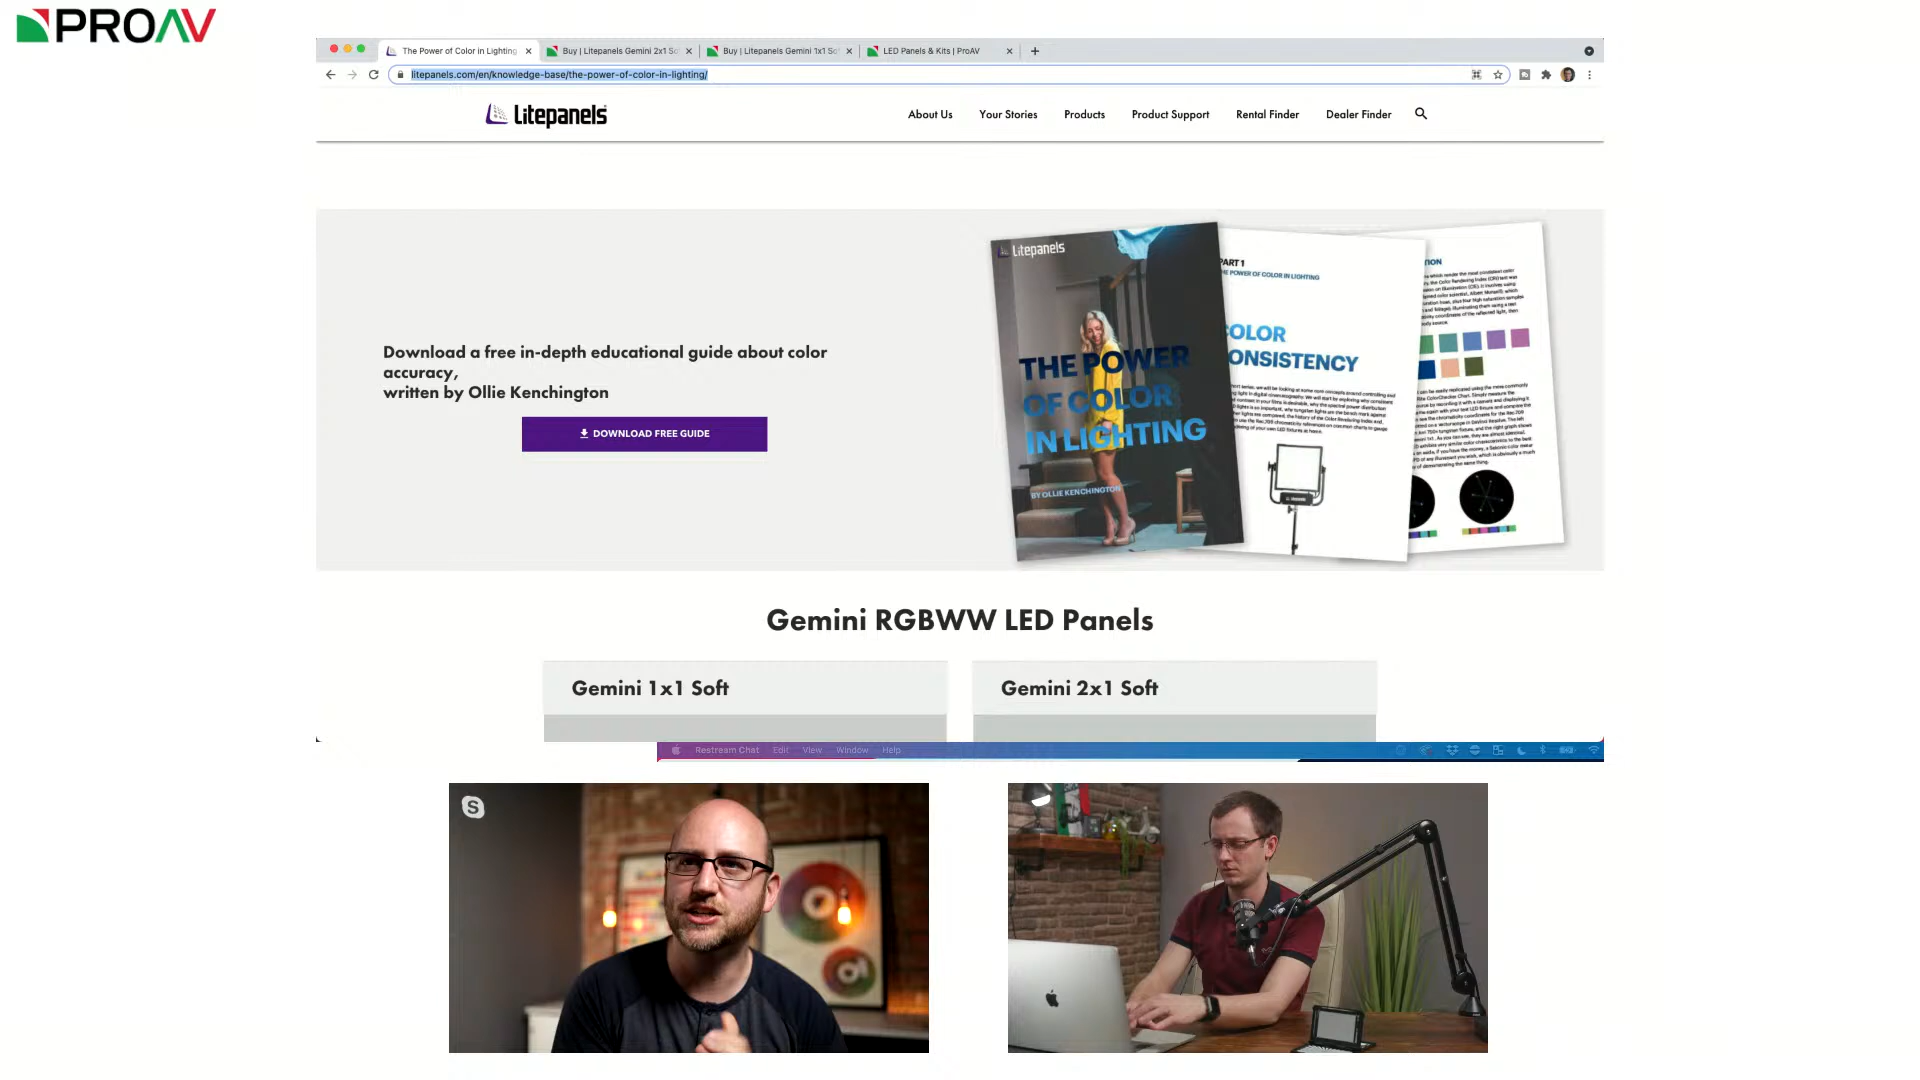 PROAV
The Power of Color in Lighting
Buy | Litepanels Gemini 2x1 So
Buy | Litepanels Gemini 1x1 So
LED Panels & Kits | ProAV
litepanels.com/en/knowledge-base/the-power-of-color-in-lighting/
Litepanels
About Us
Your Stories
Products
Product Support
Rental Finder
Dealer Finder
Download a free in-depth educational guide about color
accuracy,
written by Ollie Kenchington
DOWNLOAD FREE GUIDE
Litepanels
THE POWER
OF COLOR
IN LIGHTING
BY OLLIE KENCHINGTON
PART 1
HE POWER OF COLOR IN LIGHTING
COLOR
ONSISTENCY
Gemini RGBWW LED Panels
Gemini 1x1 Soft
Gemini 2x1 Soft
Restream Chat Edit View Window Help
S